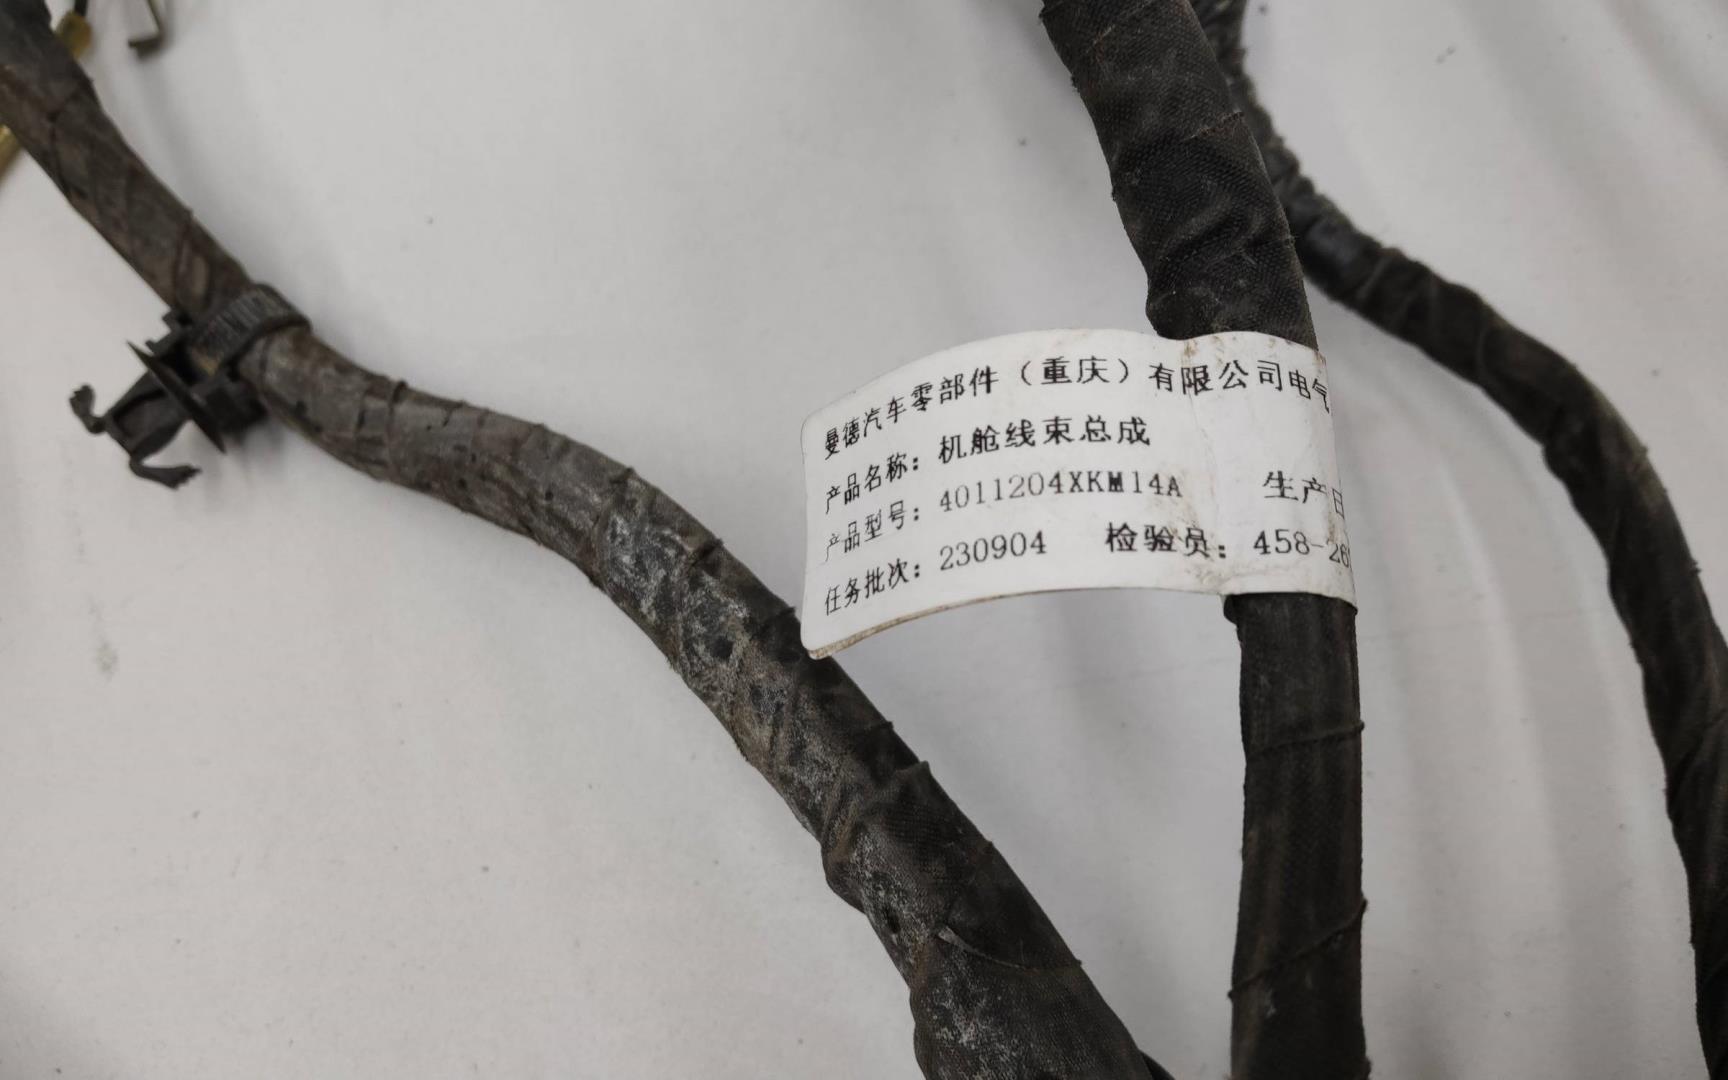 曼德汽车零部件（重庆）有限公司电气
产品名称：机舱线束总成
产品型号：4011204XKM14A 生产日
任务批次：230904 检验员：458-26